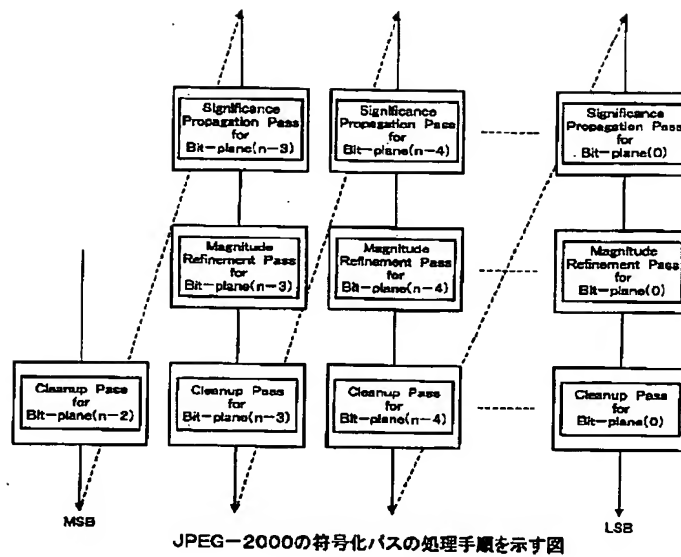 Significance
Propagation Pass
for
Bit-plane(n-3)
Significance
Propagation Pass
for
Bit-plane(n-4)
Significance
Propagation Pass
for
Bit-plane(0)
Magnitude
Refinement Pass
for
Bit-plane(n-3)
Magnitude
Refinement Pass
for
Bit-plane(n-4)
Magnitude
Refinement Pass
for
Bit-plane(0)
Cleanup Pass
for
Bit-plane(n-2)
Cleanup Pass
for
Bit-plane(n-3)
Cleanup Pass
for
Bit-plane(n-4)
Cleanup Pass
for
Bit-plane(0)
MSB
LSB
JPEG-2000の符号化パスの処理手順を示す図